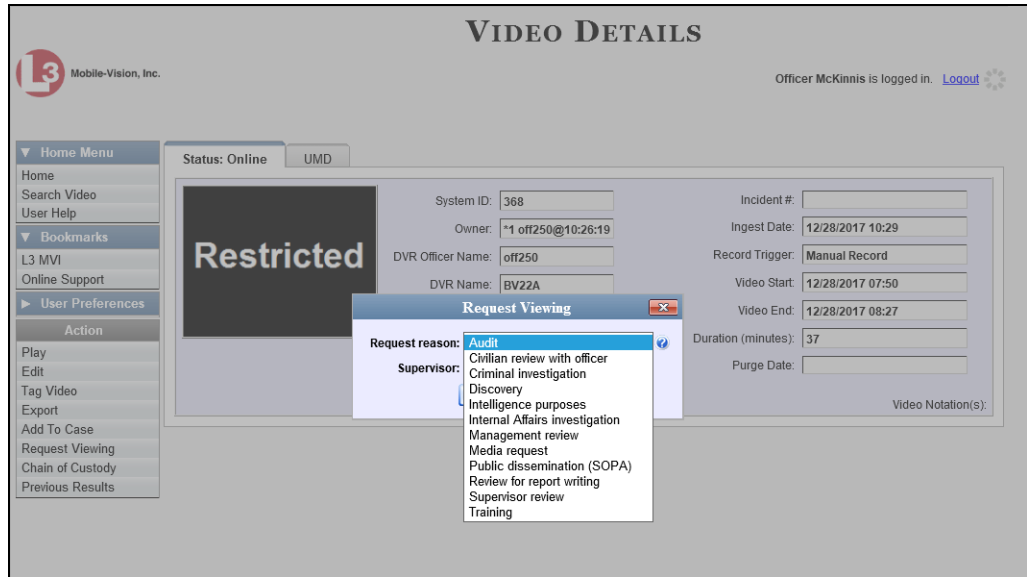 VIDEO DETAILS
L3 Mobile-Vision, Inc.
Officer McKinnis is logged in. Logout
▼ Home Menu
Home
Search Video
User Help
▼ Bookmarks
L3 MVI
Online Support
► User Preferences
Action
Play
Edit
Tag Video
Export
Add To Case
Request Viewing
Chain of Custody
Previous Results
Status: Online UMD
Restricted
System ID: 368
Owner: *1 off250@10:26:19
DVR Officer Name: off250
DVR Name: BV22A
Incident #:
Ingest Date: 12/28/2017 10:29
Record Trigger: Manual Record
Video Start: 12/28/2017 07:50
Video End: 12/28/2017 08:27
Duration (minutes): 37
Purge Date:
Video Notation(s):
Request Viewing
Request reason: Audit
Supervisor:
Civilian review with officer
Criminal investigation
Discovery
Intelligence purposes
Internal Affairs investigation
Management review
Media request
Public dissemination (SOPA)
Review for report writing
Supervisor review
Training